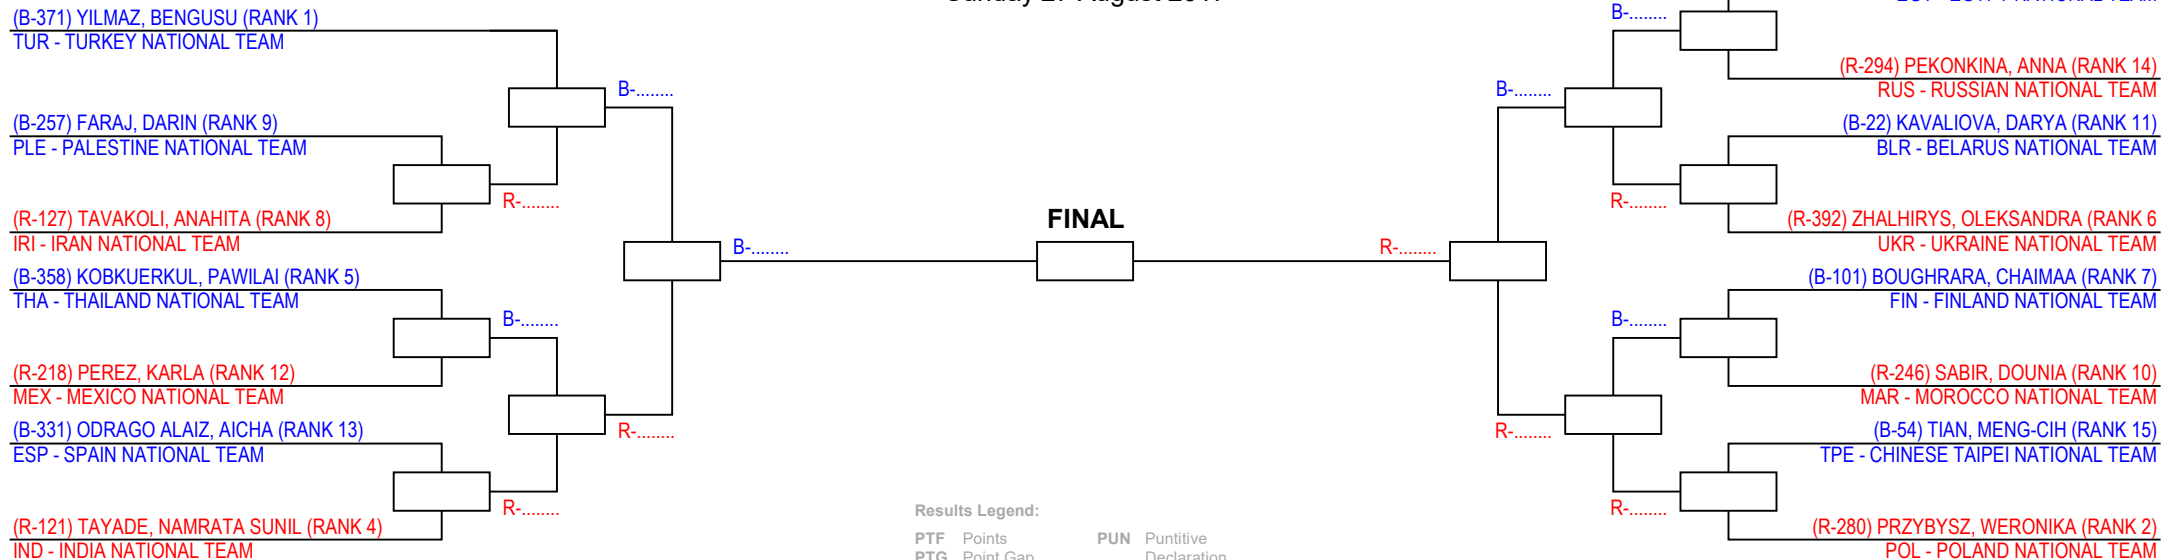 (B-371) YILMAZ, BENGUSU (RANK 1)
TUR - TURKEY NATIONAL TEAM
B-........
(B-257) FARAJ, DARIN (RANK 9)
PLE - PALESTINE NATIONAL TEAM
R-........
(R-127) TAVAKOLI, ANAHITA (RANK 8)
IRI - IRAN NATIONAL TEAM
B-........
(B-358) KOBKUERKUL, PAWILAI (RANK 5)
THA - THAILAND NATIONAL TEAM
B-........
(R-218) PEREZ, KARLA (RANK 12)
MEX - MEXICO NATIONAL TEAM
R-........
(B-331) ODRAGO ALAIZ, AICHA (RANK 13)
ESP - SPAIN NATIONAL TEAM
R-........
(R-121) TAYADE, NAMRATA SUNIL (RANK 4)
IND - INDIA NATIONAL TEAM
FINAL
Results Legend:
PTF Points
PUN Puntitive
Declaration
PTG Point Gap
B-........
(R-294) PEKONKINA, ANNA (RANK 14)
RUS - RUSSIAN NATIONAL TEAM
B-........
(B-22) KAVALIOVA, DARYA (RANK 11)
BLR - BELARUS NATIONAL TEAM
R-........
(R-392) ZHALHIRYS, OLEKSANDRA (RANK 6
UKR - UKRAINE NATIONAL TEAM
R-........
(B-101) BOUGHRARA, CHAIMAA (RANK 7)
FIN - FINLAND NATIONAL TEAM
B-........
(R-246) SABIR, DOUNIA (RANK 10)
MAR - MOROCCO NATIONAL TEAM
R-........
(B-54) TIAN, MENG-CIH (RANK 15)
TPE - CHINESE TAIPEI NATIONAL TEAM
R-........
(R-280) PRZYBYSZ, WERONIKA (RANK 2)
POL - POLAND NATIONAL TEAM